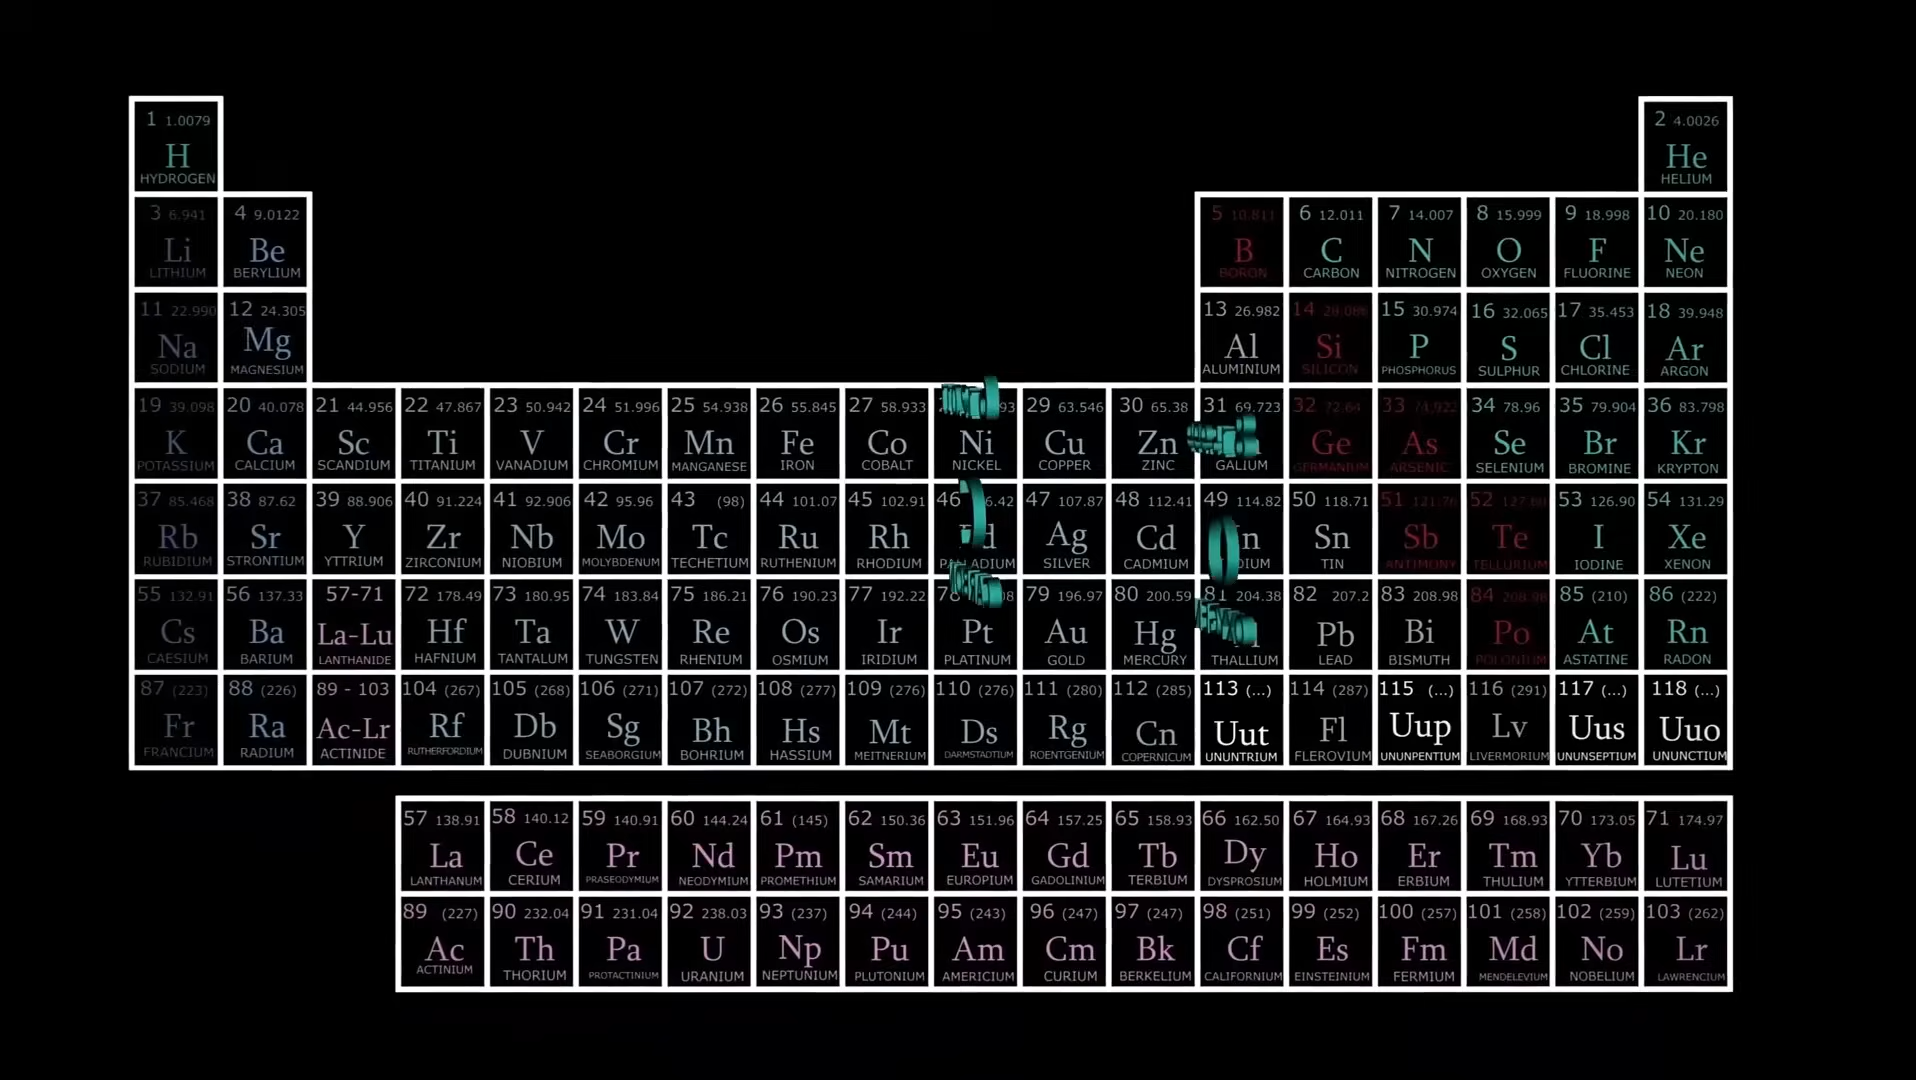 1 1.0079
H
HYDROGEN
2 4.0026
He
HELIUM
3 6.941
Li
LITHIUM
4 9.0122
Be
BERYLIUM
5 10.811
B
BORON
6 12.011
C
CARBON
7 14.007
N
NITROGEN
8 15.999
O
OXYGEN
9 18.998
F
FLUORINE
10 20.180
Ne
NEON
11 22.990
Na
SODIUM
12 24.305
Mg
MAGNESIUM
13 26.982
Al
ALUMINIUM
14 28.086
Si
SILICON
15 30.974
P
PHOSPHORUS
16 32.065
S
SULPHUR
17 35.453
Cl
CHLORINE
18 39.948
Ar
ARGON
19 39.098
K
POTASSIUM
20 40.078
Ca
CALCIUM
21 44.956
Sc
SCANDIUM
22 47.867
Ti
TITANIUM
23 50.942
V
VANADIUM
24 51.996
Cr
CHROMIUM
25 54.938
Mn
MANGANESE
26 55.845
Fe
IRON
27 58.933
Co
COBALT
Ni
NICKEL
29 63.546
Cu
COPPER
30 65.38
Zn
ZINC
31 69.723
GALIUM
32 72.64
Ge
GERMANIUM
33 74.922
As
ARSENIC
34 78.96
Se
SELENIUM
35 79.904
Br
BROMINE
36 83.798
Kr
KRYPTON
37 85.468
Rb
RUBIDIUM
38 87.62
Sr
STRONTIUM
39 88.906
Y
YTTRIUM
40 91.224
Zr
ZIRCONIUM
41 92.906
Nb
NIOBIUM
42 95.96
Mo
MOLYBDENUM
43 (98)
Tc
TECHETIUM
44 101.07
Ru
RUTHENIUM
45 102.91
Rh
RHODIUM
46
PALLADIUM
47 107.87
Ag
SILVER
48 112.41
Cd
CADMIUM
49 114.82
50 118.71
Sn
TIN
51 121.76
Sb
ANTIMONY
52 127.60
Te
TELLURIUM
53 126.90
I
IODINE
54 131.29
Xe
XENON
55 132.91
Cs
CAESIUM
56 137.33
Ba
BARIUM
57-71
La-Lu
LANTHANIDE
72 178.49
Hf
HAFNIUM
73 180.95
Ta
TANTALUM
74 183.84
W
TUNGSTEN
75 186.21
Re
RHENIUM
76 190.23
Os
OSMIUM
77 192.22
Ir
IRIDIUM
Pt
PLATINUM
79 196.97
Au
GOLD
80 200.59
Hg
MERCURY
81 204.38
THALLIUM
82 207.2
Pb
LEAD
83 208.98
Bi
BISMUTH
84 208.98
Po
POLONIUM
85 (210)
At
ASTATINE
86 (222)
Rn
RADON
87 (223)
Fr
FRANCIUM
88 (226)
Ra
RADIUM
89 - 103
Ac-Lr
ACTINIDE
104 (267)
Rf
RUTHERFORDIUM
105 (268)
Db
DUBNIUM
106 (271)
Sg
SEABORGIUM
107 (272)
Bh
BOHRIUM
108 (277)
Hs
HASSIUM
109 (276)
Mt
MEITNERIUM
110 (276)
Ds
DARMSTADTIUM
111 (280)
Rg
ROENTGENIUM
112 (285)
Cn
COPERNICUM
113 (...)
Uut
UNUNTRIUM
114 (287)
Fl
FLEROVIUM
115 (...)
Uup
UNUNPENTIUM
116 (291)
Lv
LIVERMORIUM
117 (...)
Uus
UNUNSEPTIUM
118 (...)
Uuo
UNUNCTIUM
57 138.91
La
LANTHANUM
58 140.12
Ce
CERIUM
59 140.91
Pr
PRASEODYMIUM
60 144.24
Nd
NEODYMIUM
61 (145)
Pm
PROMETHIUM
62 150.36
Sm
SAMARIUM
63 151.96
Eu
EUROPIUM
64 157.25
Gd
GADOLINIUM
65 158.93
Tb
TERBIUM
66 162.50
Dy
DYSPROSIUM
67 164.93
Ho
HOLMIUM
68 167.26
Er
ERBIUM
69 168.93
Tm
THULIUM
70 173.05
Yb
YTTERBIUM
71 174.97
Lu
LUTETIUM
89 (227)
Ac
ACTINIUM
90 232.04
Th
THORIUM
91 231.04
Pa
PROTACTINIUM
92 238.03
U
URANIUM
93 (237)
Np
NEPTUNIUM
94 (244)
Pu
PLUTONIUM
95 (243)
Am
AMERICIUM
96 (247)
Cm
CURIUM
97 (247)
Bk
BERKELIUM
98 (251)
Cf
CALIFORNIUM
99 (252)
Es
EINSTEINIUM
100 (257)
Fm
FERMIUM
101 (258)
Md
MENDELEVIUM
102 (259)
No
NOBELIUM
103 (262)
Lr
LAWRENCIUM